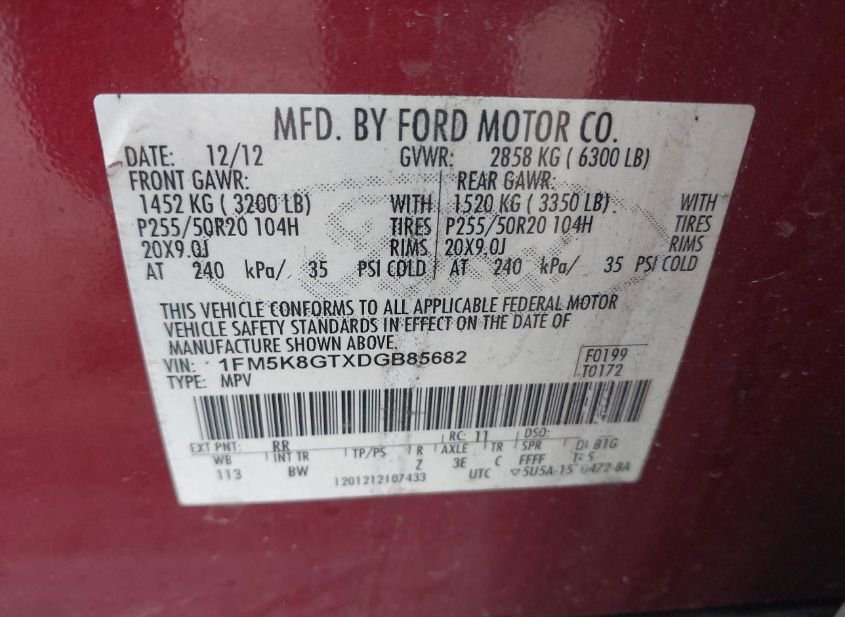 MFD. BY FORD MOTOR CO.
DATE: 12/12 GVWR: 2858 KG ( 6300 LB)
FRONT GAWR: REAR GAWR:
1452 KG ( 3200 LB) WITH 1520 KG ( 3350 LB) WITH
P255/50R20 104H TIRES P255/50R20 104H TIRES
20X9.0J RIMS 20X9.0J RIMS
AT 240 kPa/ 35 PSI COLD AT 240 kPa/ 35 PSI COLD
THIS VEHICLE CONFORMS TO ALL APPLICABLE FEDERAL MOTOR
VEHICLE SAFETY STANDARDS IN EFFECT ON THE DATE OF
MANUFACTURE SHOWN ABOVE.
VIN: 1FM5K8GTXDGB85682 F0199
TYPE: MPV T0172
EXT PNT: RR RC: 11 DSO:
WB INT TR TP/PS R AXLE TR SPR
113 BW Z 3E C FFFF
1201212107433 UTC